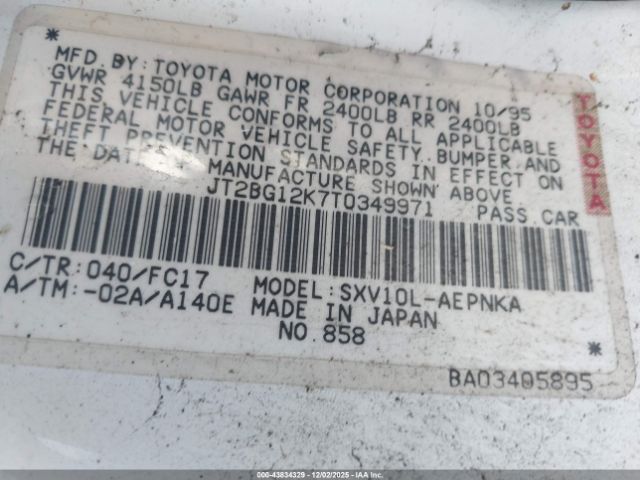 MFD. BY: TOYOTA MOTOR CORPORATION 10/95
GVWR 4150LB GAWR FR 2400LB RR 2400LB
THIS VEHICLE CONFORMS TO ALL APPLICABLE
FEDERAL MOTOR VEHICLE SAFETY, BUMPER, AND
THEFT PREVENTION STANDARDS IN EFFECT ON
THE DATE OF MANUFACTURE SHOWN ABOVE.
JT2BG12K7T0349971 PASS.CAR
C/TR: 040/FC17 MODEL: SXV10L-AEPNKA
A/TM: -02A/A140E MADE IN JAPAN
NO.858
BA03405895
TOYOTA
000-43834329 | 12/02/2025 - IAAI.com